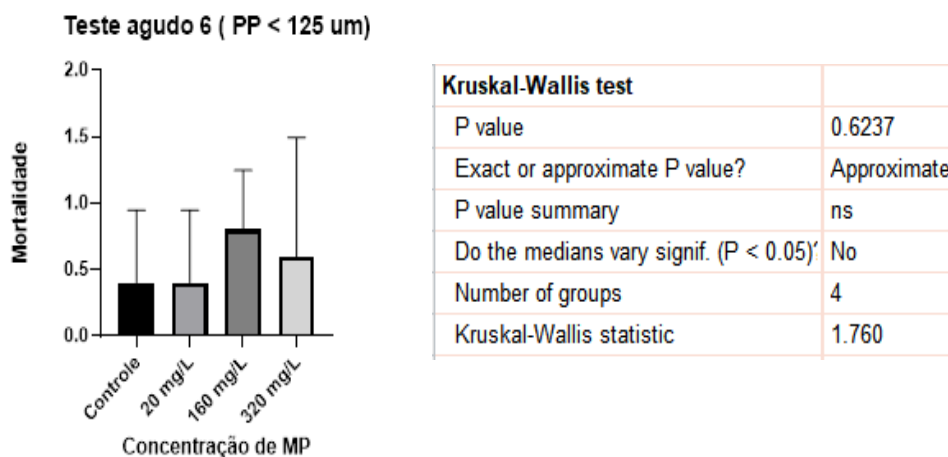 Teste agudo 6 ( PP < 125 um)
Mortalidade
2.0
1.5
1.0
0.5
0.0
Controle
20 mg/L
160 mg/L
320 mg/L
Concentração de MP
Kruskal-Wallis test
P value 0.6237
Exact or approximate P value? Approximate
P value summary ns
Do the medians vary signif. (P < 0.05)? No
Number of groups 4
Kruskal-Wallis statistic 1.760